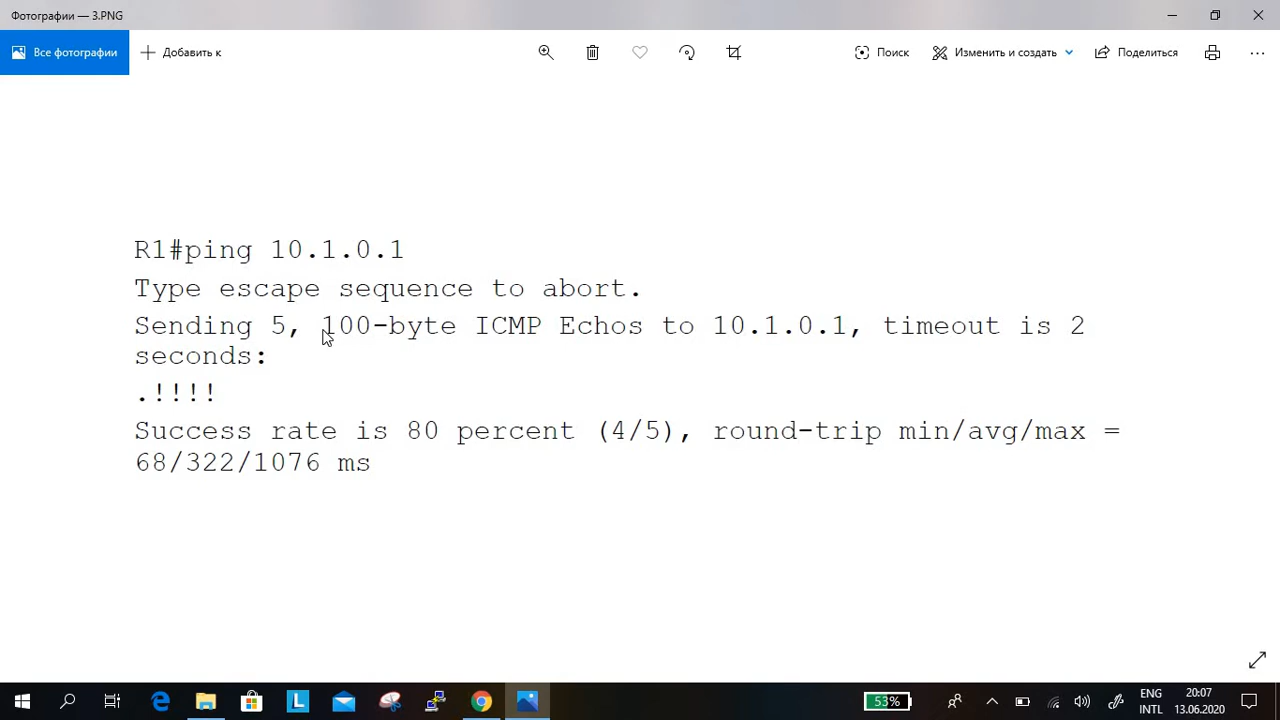 Фотографии — 3.PNG
Все фотографии
Добавить к
Поиск
Изменить и создать
Поделиться
R1#ping 10.1.0.1
Type escape sequence to abort.
Sending 5, 100-byte ICMP Echos to 10.1.0.1, timeout is 2
seconds:
.!!!!
Success rate is 80 percent (4/5), round-trip min/avg/max =
68/322/1076 ms
53%
ENG
INTL
20:07
13.06.2020